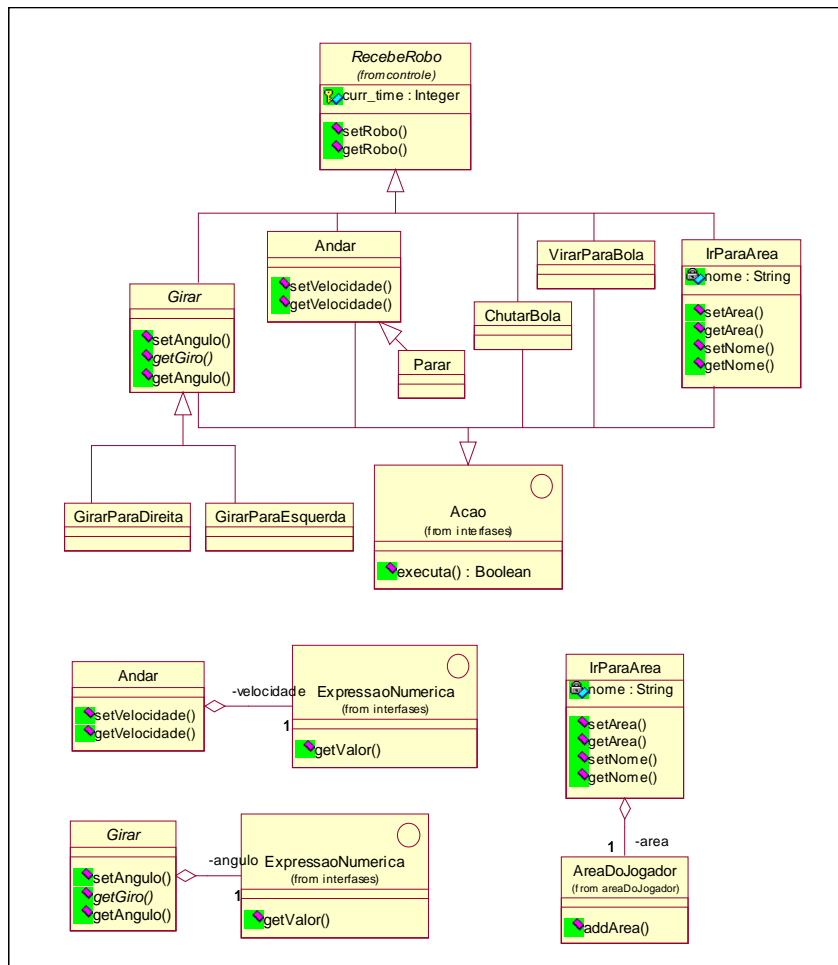 RecebeRobo
(from controle)
curr_time : Integer
setRobo()
getRobo()
Andar
setVelocidade()
getVelocidade()
VirarParaBola
IrParaArea
nome : String
setArea()
getArea()
setNome()
getNome()
Girar
setAngulo()
getGiro()
getAngulo()
ChutarBola
Parar
GirarParaDireita
GirarParaEsquerda
Acao
(from interfases)
executa() : Boolean
Andar
setVelocidade()
getVelocidade()
-velocidade
1
ExpressaoNumerica
(from interfases)
getValor()
IrParaArea
nome : String
setArea()
getArea()
setNome()
getNome()
Girar
setAngulo()
getGiro()
getAngulo()
-angulo
1
ExpressaoNumerica
(from interfases)
getValor()
1
-area
AreaDoJogador
(from areaDoJogador)
addArea()